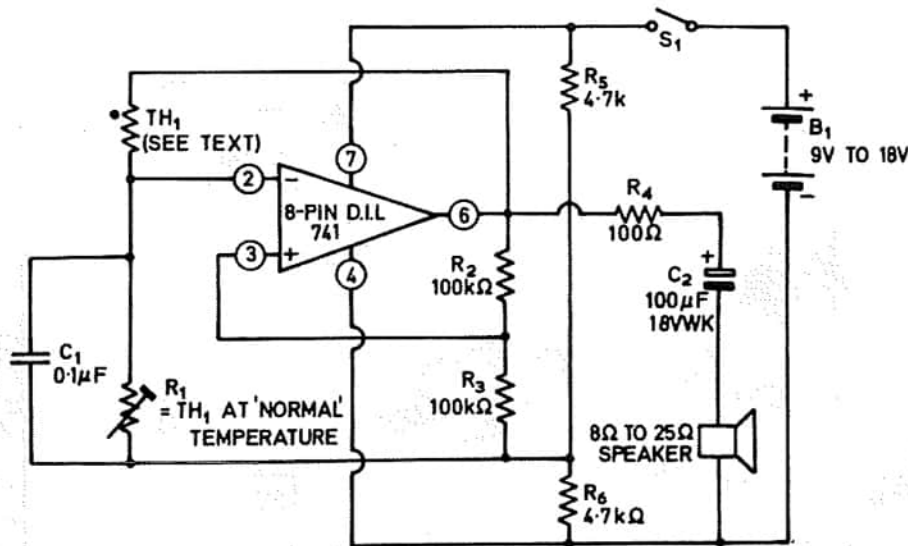 S1
R5
4·7k
+
B1
9V TO 18V
−
TH1
(SEE TEXT)
7
2
−
8-PIN D.I.L
741
6
3
+
4
R4
100Ω
R2
100kΩ
+
C2
100µF
18VWK
C1
0·1µF
R1
= TH1 AT 'NORMAL'
TEMPERATURE
R3
100kΩ
8Ω TO 25Ω
SPEAKER
R6
4·7kΩ